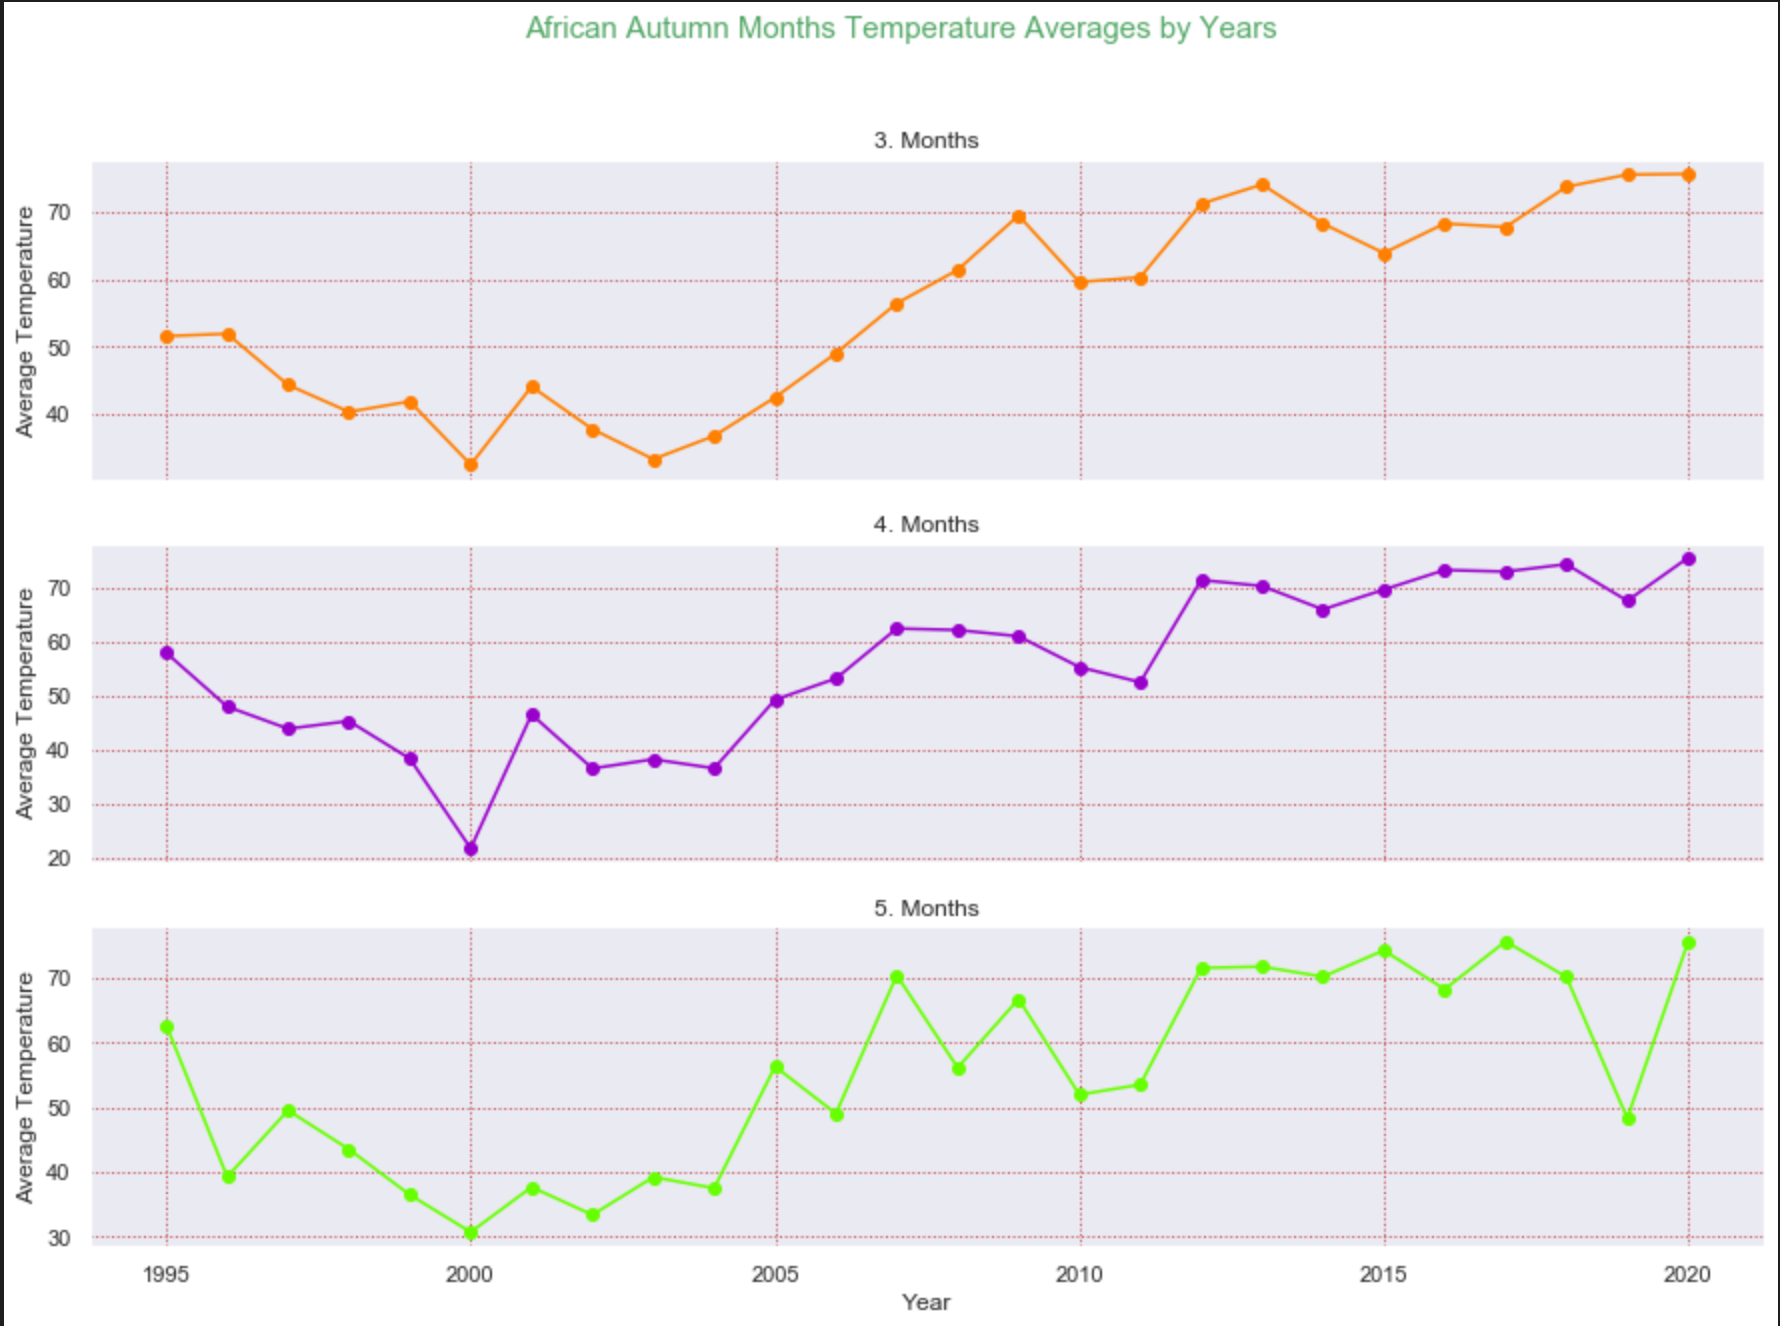 African Autumn Months Temperature Averages by Years
3. Months
Average Temperature
70
60
50
40
4. Months
Average Temperature
70
60
50
40
30
20
5. Months
Average Temperature
70
60
50
40
30
1995 2000 2005 2010 2015 2020
Year